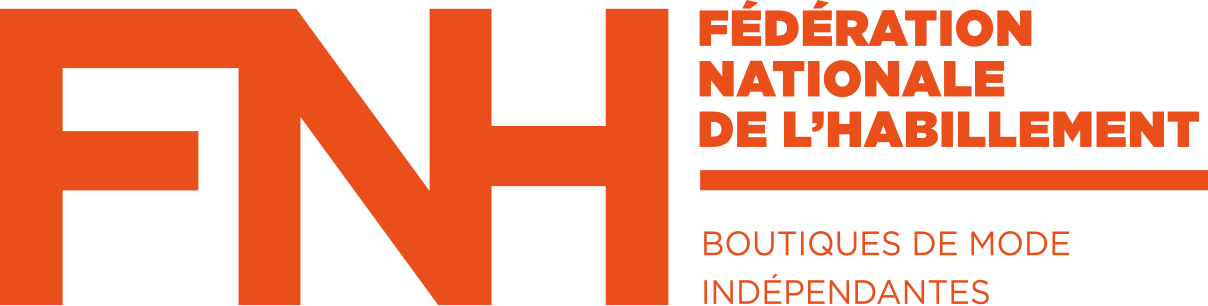 FNH
FÉDÉRATION
NATIONALE
DE L’HABILLEMENT
BOUTIQUES DE MODE
INDÉPENDANTES